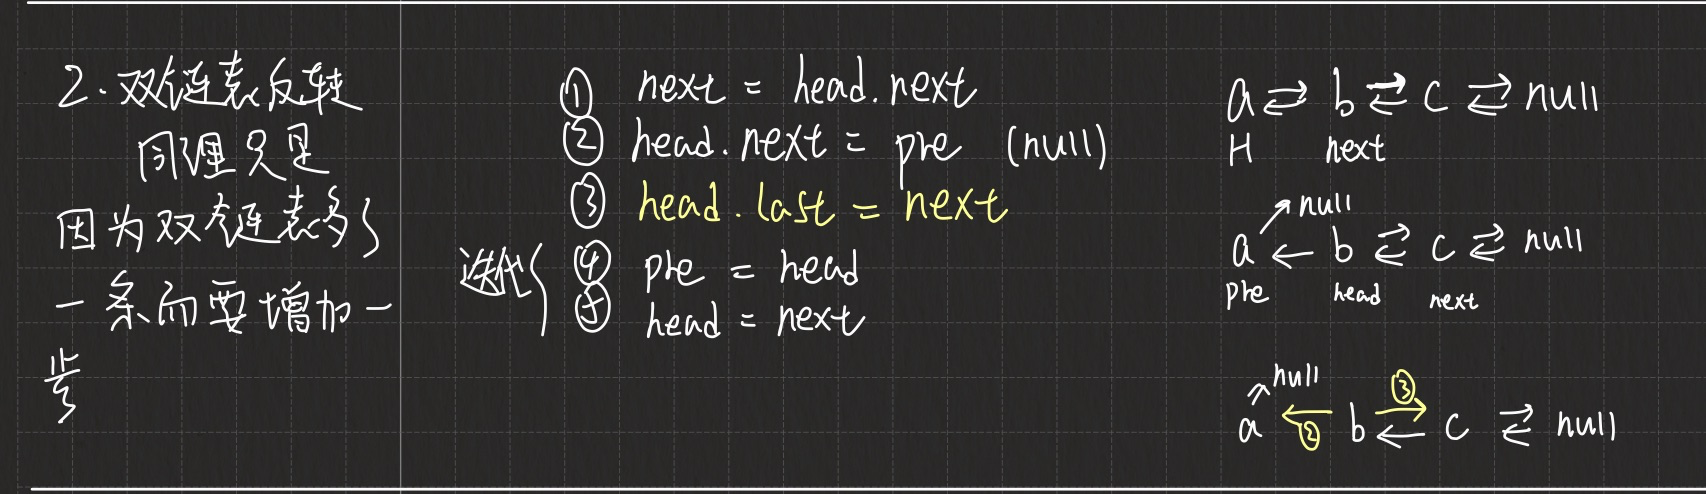 2. 双链表反转
同理只是
因为双链表多了
一条而要增加一
步
① next = head.next
② head.next = pre (null)
③ head.last = next
迭代{ ④ pre = head
⑤ head = next
a ⇄ b ⇄ c ⇄ null
H next
↗ null
a ← b ⇄ c ⇄ null
pre head next
↗ null ③
a ← b ⇄ c ⇄ null
②